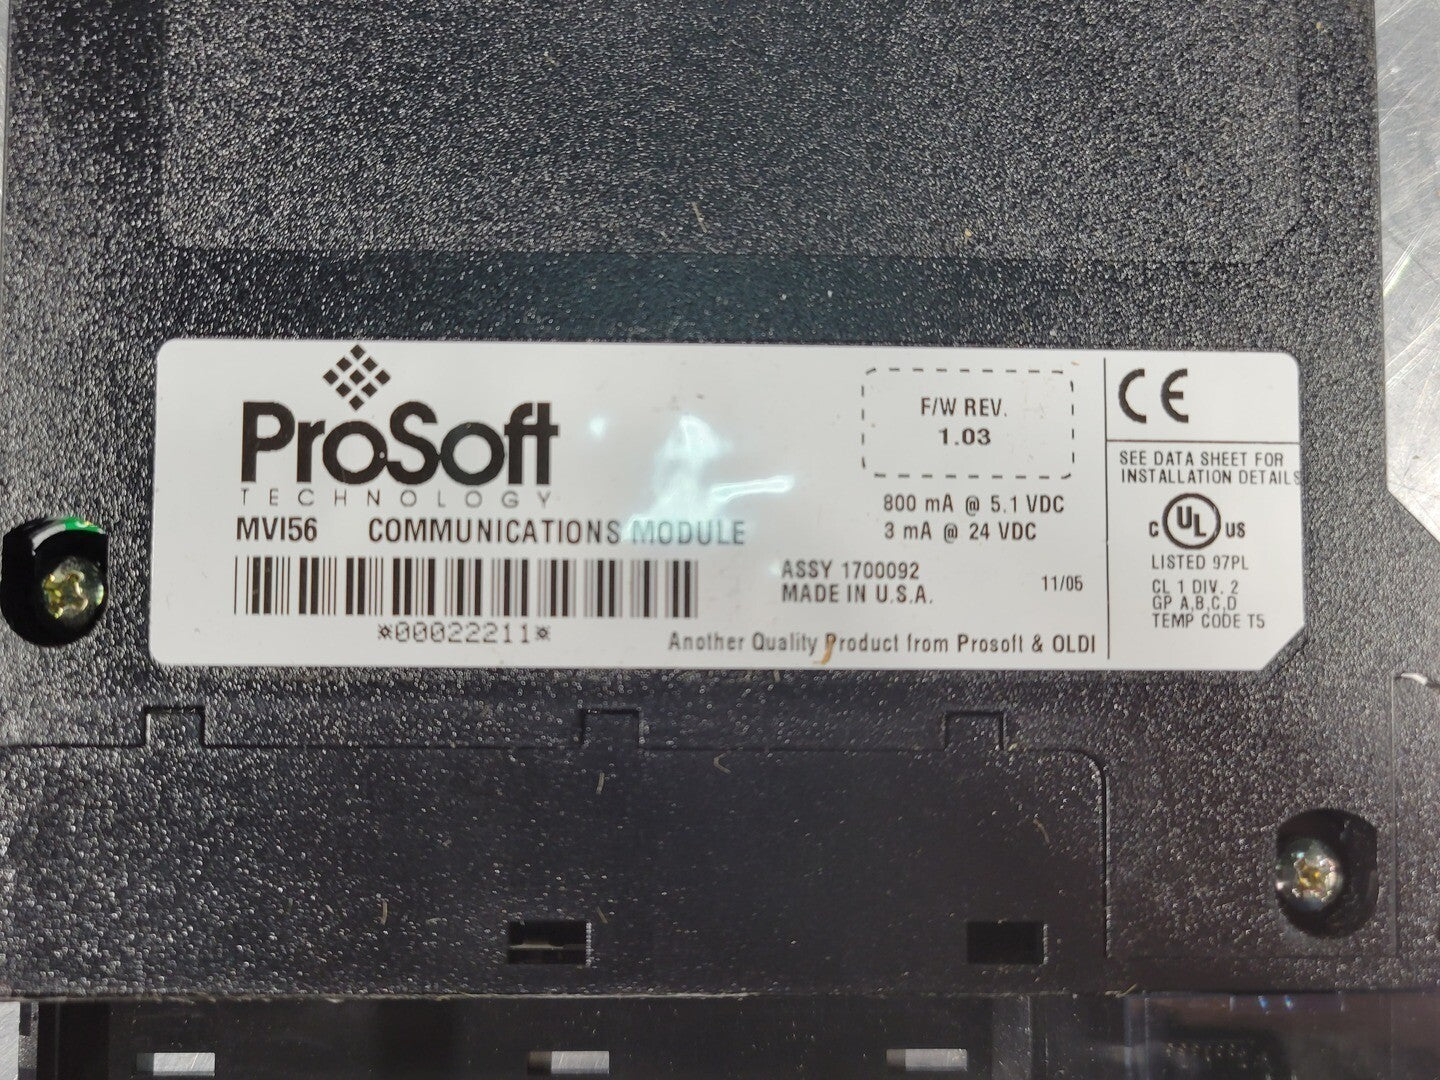 ProSoft
TECHNOLOGY
MVI56 COMMUNICATIONS MODULE
*00022211*
F/W REV.
1.03
800 mA @ 5.1 VDC
3 mA @ 24 VDC
ASSY 1700092
MADE IN U.S.A.
11/05
Another Quality Product from Prosoft & OLDI
CE
SEE DATA SHEET FOR
INSTALLATION DETAILS
C UL US
LISTED 97PL
CL 1 DIV. 2
GP A,B,C,D
TEMP CODE T5